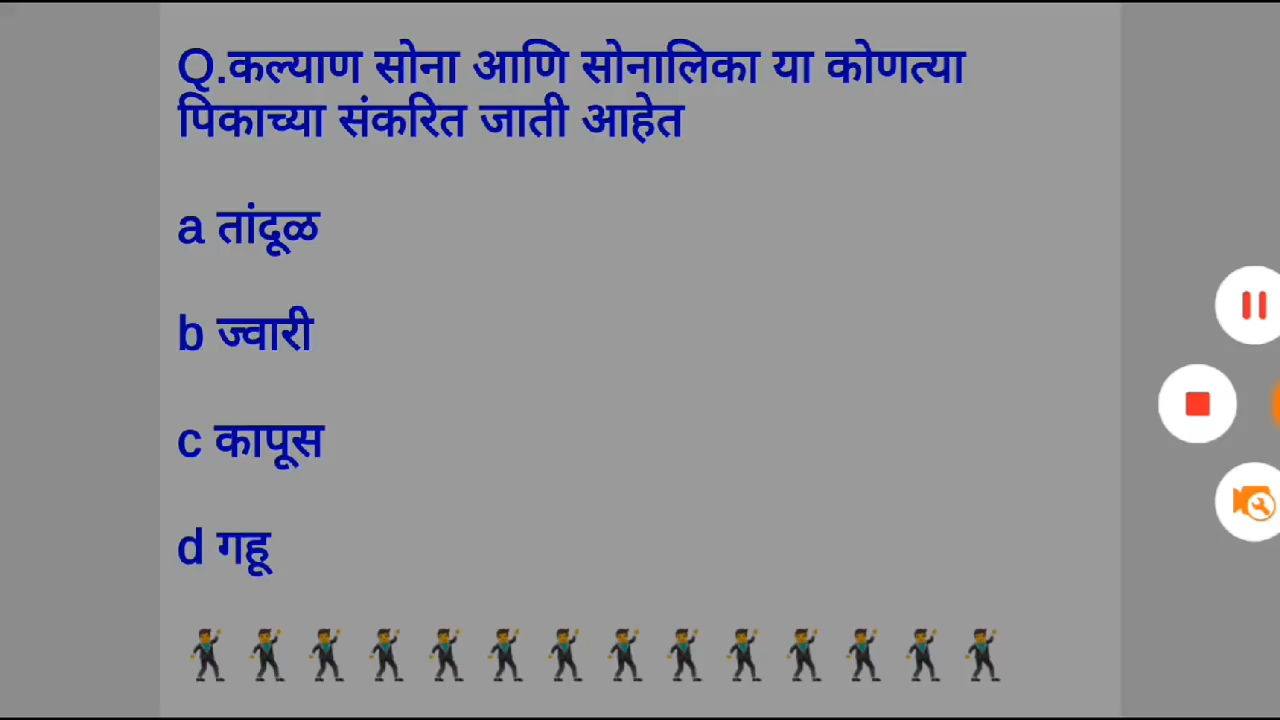 Q.कल्याण सोना आणि सोनालिका या कोणत्या
पिकाच्या संकरित जाती आहेत
a तांदूळ
b ज्वारी
c कापूस
d गहू